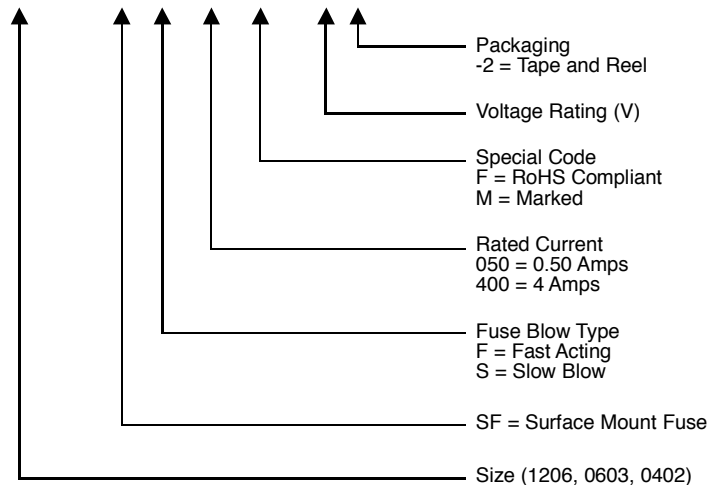 Packaging
-2 = Tape and Reel
Voltage Rating (V)
Special Code
F = RoHS Compliant
M = Marked
Rated Current
050 = 0.50 Amps
400 = 4 Amps
Fuse Blow Type
F = Fast Acting
S = Slow Blow
SF = Surface Mount Fuse
Size (1206, 0603, 0402)